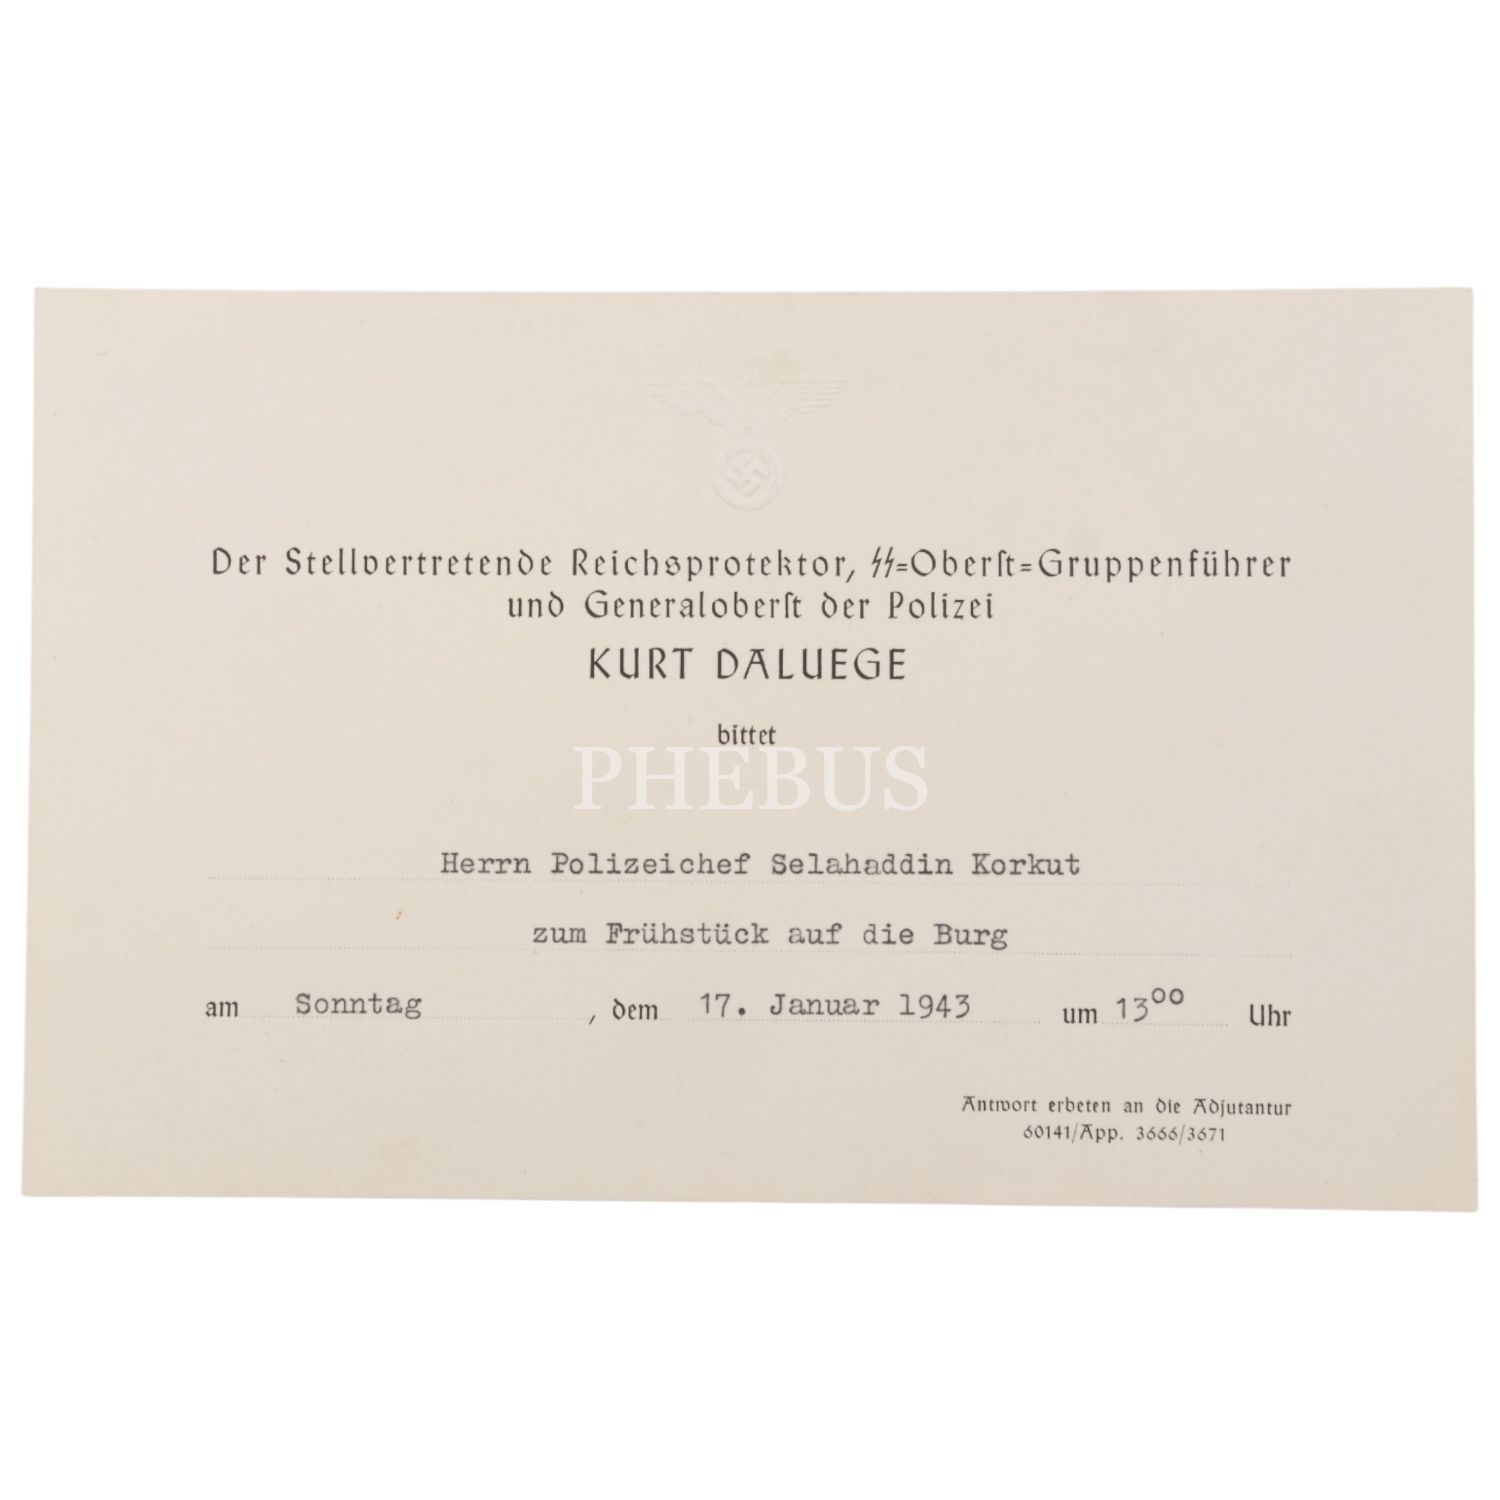 Der Stellvertretende Reichsprotektor, SS=Oberst=Gruppenführer
und Generaloberst der Polizei
KURT DALUEGE
bittet
PHEBUS
Herrn Polizeichef Selahaddin Korkut
zum Frühstück auf die Burg
am Sonntag , dem 17. Januar 1943 um 13⁰⁰ Uhr
Antwort erbeten an die Adjutantur
60141/App. 3666/3671